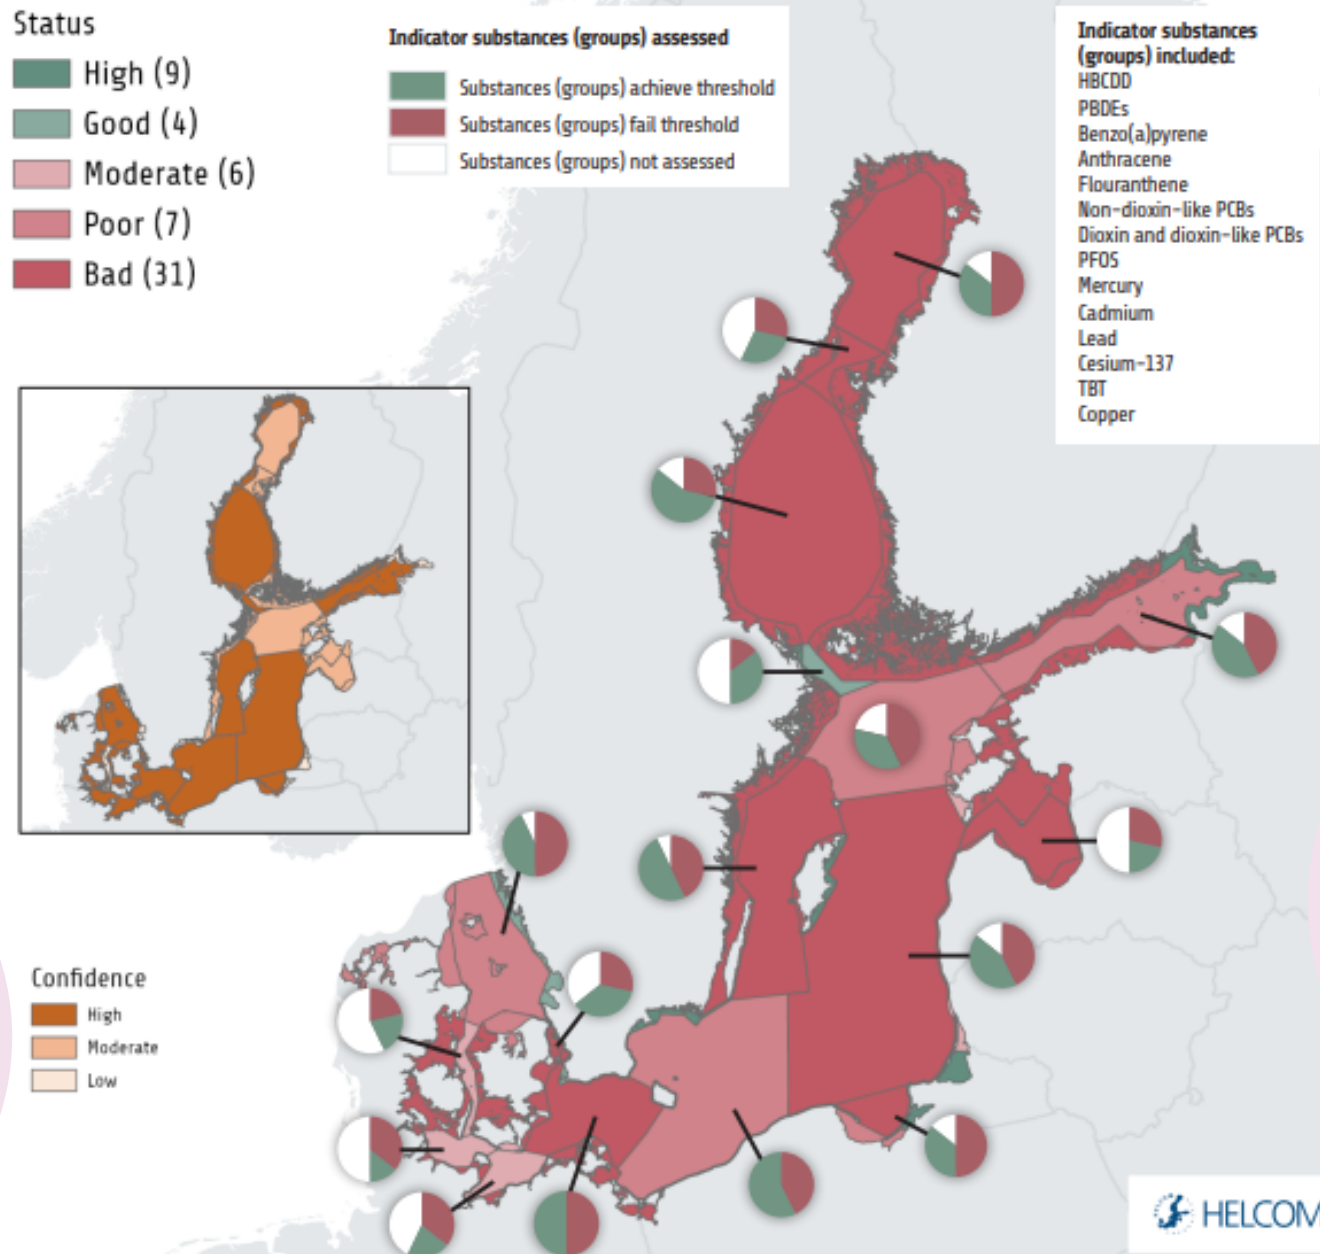 Status
High (9)
Good (4)
Moderate (6)
Poor (7)
Bad (31)
Indicator substances (groups) assessed
Substances (groups) achieve threshold
Substances (groups) fail threshold
Substances (groups) not assessed
Indicator substances
(groups) included:
HBCDD
PBDEs
Benzo(a)pyrene
Anthracene
Flouranthene
Non-dioxin-like PCBs
Dioxin and dioxin-like PCBs
PFOS
Mercury
Cadmium
Lead
Cesium-137
TBT
Copper
Confidence
High
Moderate
Low
HELCOM